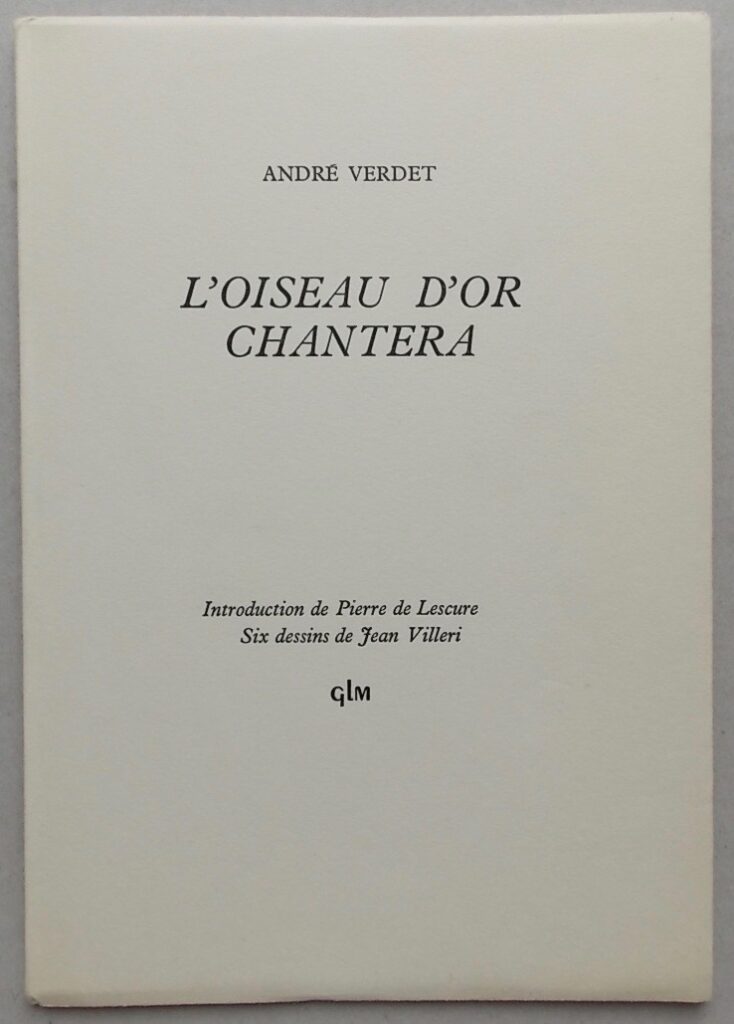 ANDRÉ VERDET
L'OISEAU D'OR
CHANTERA
Introduction de Pierre de Lescure
Six dessins de Jean Villeri
GLM